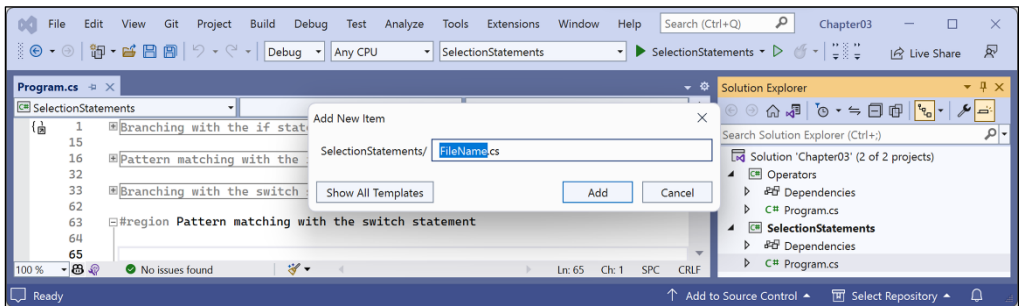 File Edit View Git Project Build Debug Test Analyze Tools Extensions Window Help Search (Ctrl+Q) Chapter03
Debug Any CPU SelectionStatements SelectionStatements Live Share
Program.cs
SelectionStatements
1 Branching with the if state
15
16 Pattern matching with the
32
33 Branching with the switch
62
63 #region Pattern matching with the switch statement
64
65
100 % No issues found Ln: 65 Ch: 1 SPC CRLF
Add New Item
SelectionStatements/ FileName.cs
Show All Templates Add Cancel
Solution Explorer
Search Solution Explorer (Ctrl+;)
Solution 'Chapter03' (2 of 2 projects)
C# Operators
Dependencies
C# Program.cs
C# SelectionStatements
Dependencies
C# Program.cs
Ready Add to Source Control Select Repository